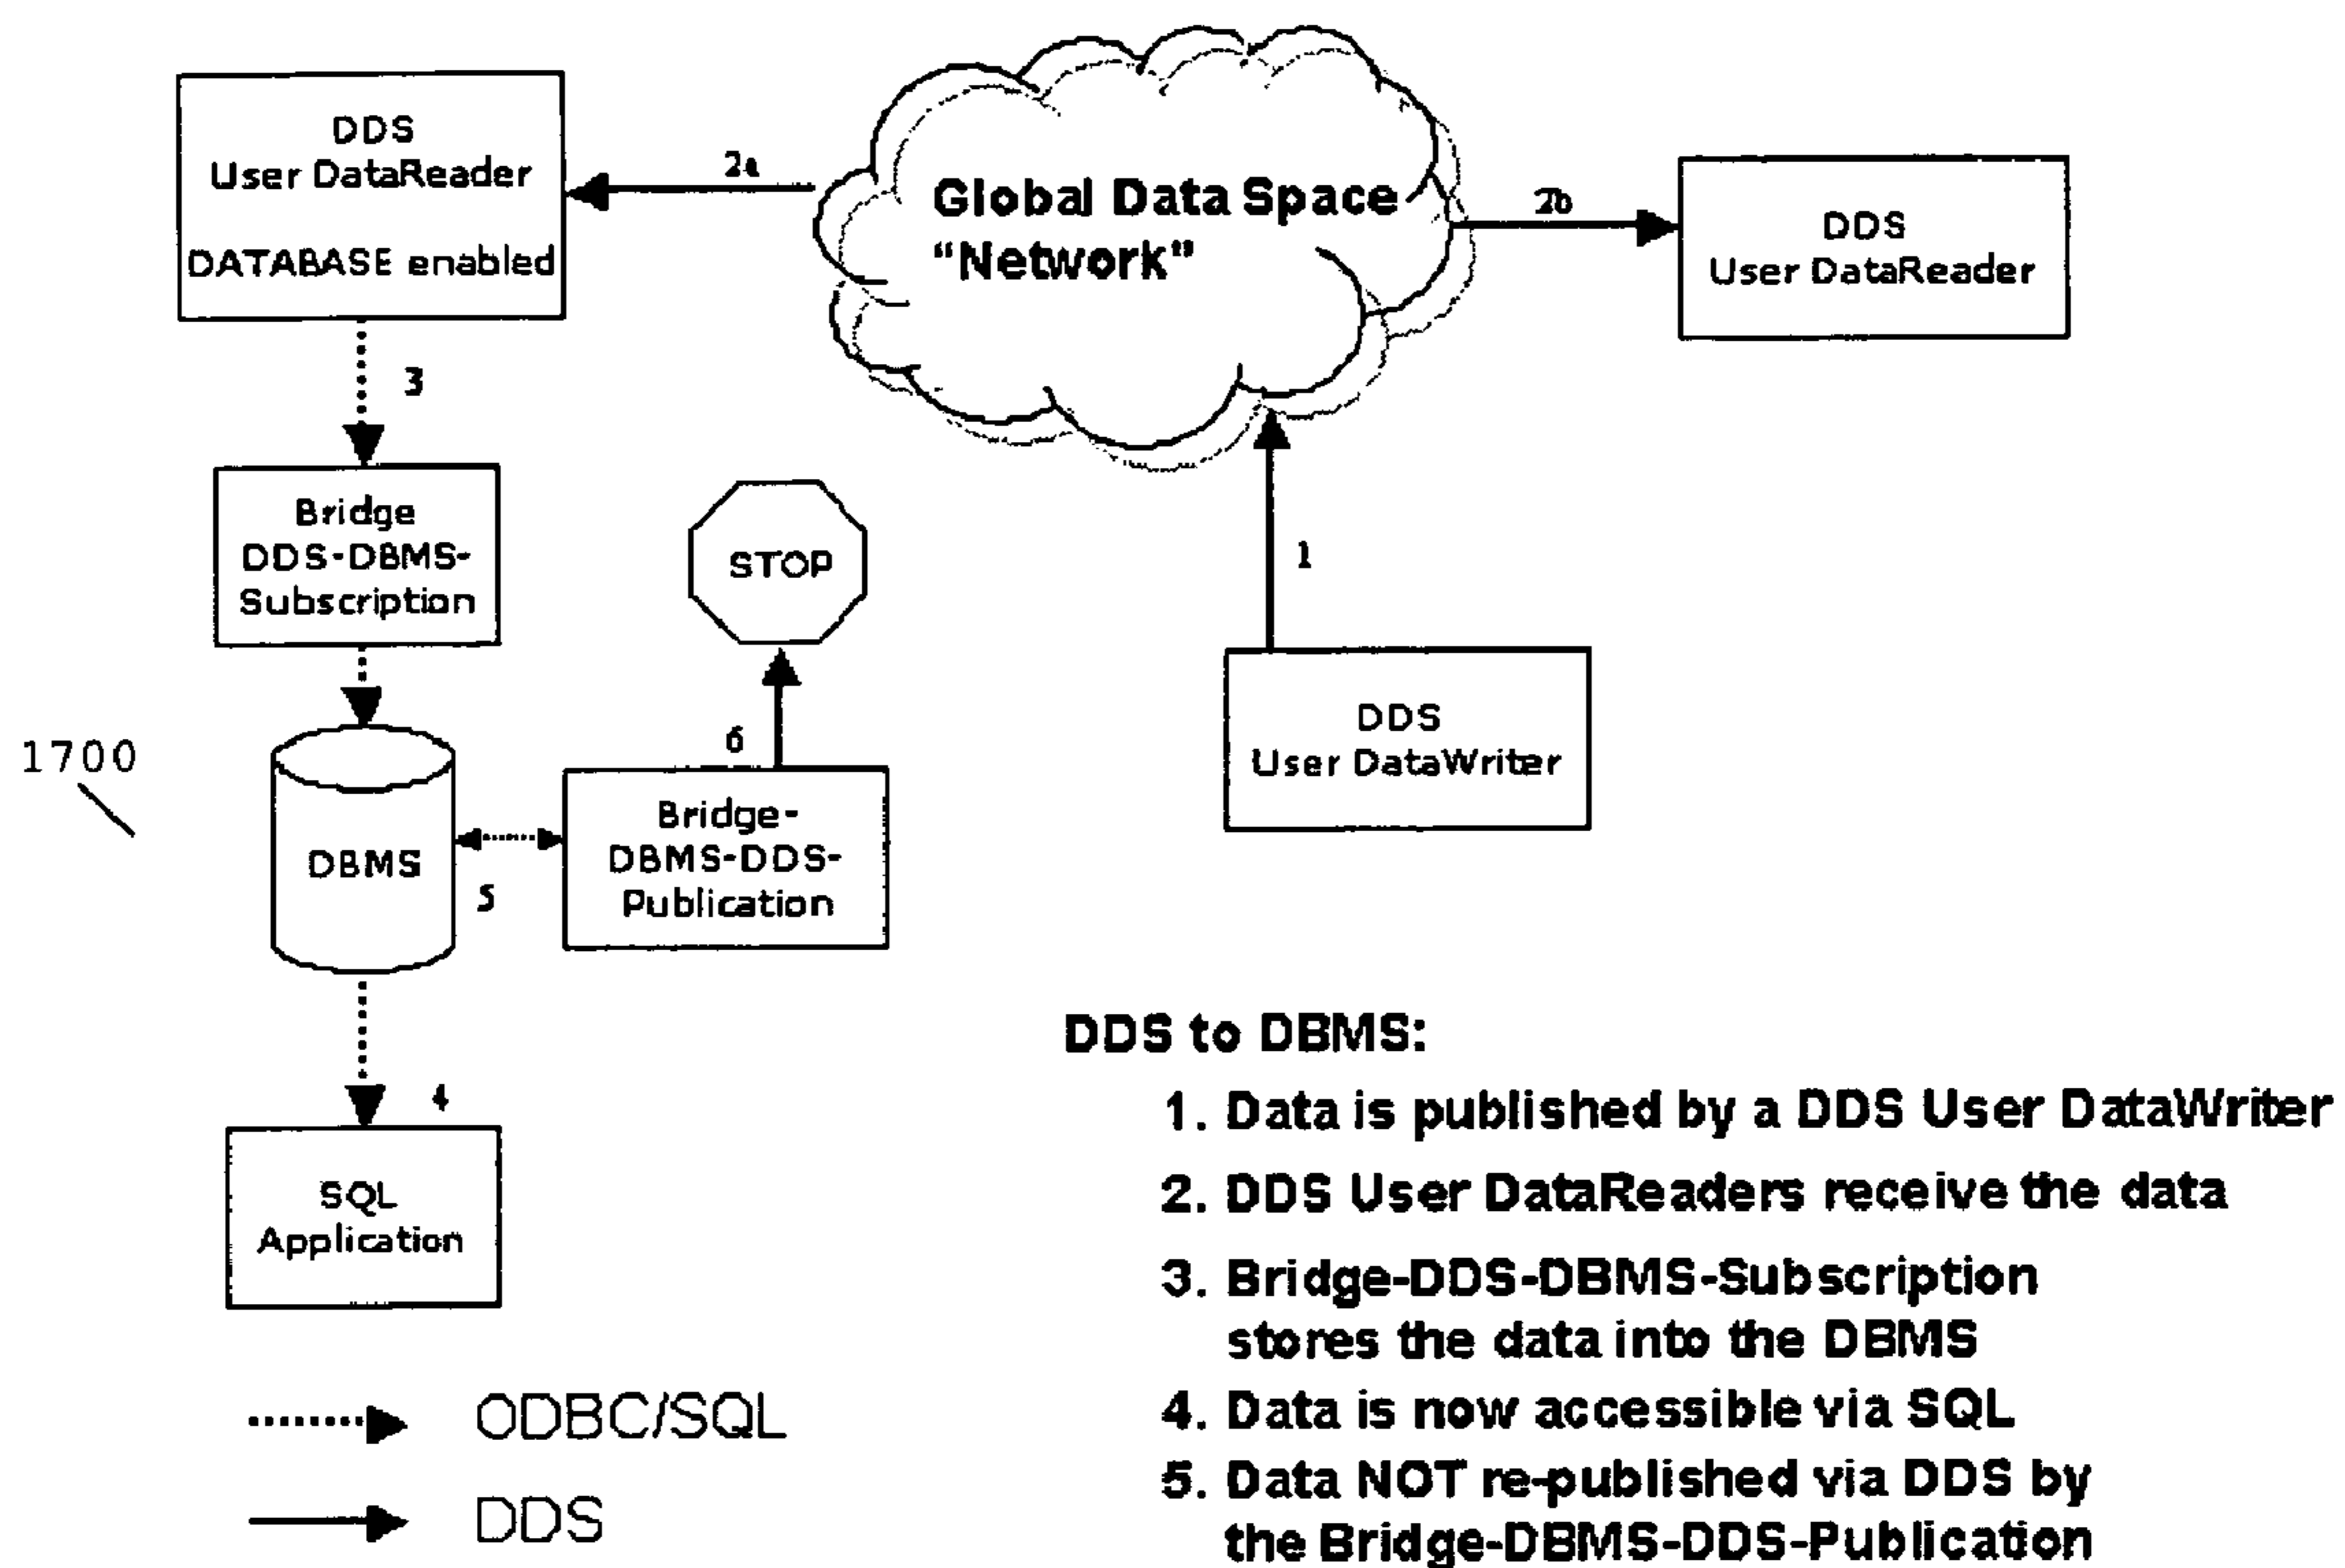 DDS
User DataReader
DATABASE enabled
2a
Global Data Space
“Network”
2b
DDS
User DataReader
3
Bridge
DDS-DBMS-
Subscription
STOP
1
DDS
User DataWriter
1700
6
DBMS
5
Bridge-
DBMS-DDS-
Publication
4
SQL
Application
ODBC/SQL
DDS
DDS to DBMS:
1. Data is published by a DDS User DataWriter
2. DDS User DataReaders receive the data
3. Bridge-DDS-DBMS-Subscription
stores the data into the DBMS
4. Data is now accessible via SQL
5. Data NOT re-published via DDS by
the Bridge-DBMS-DDS-Publication